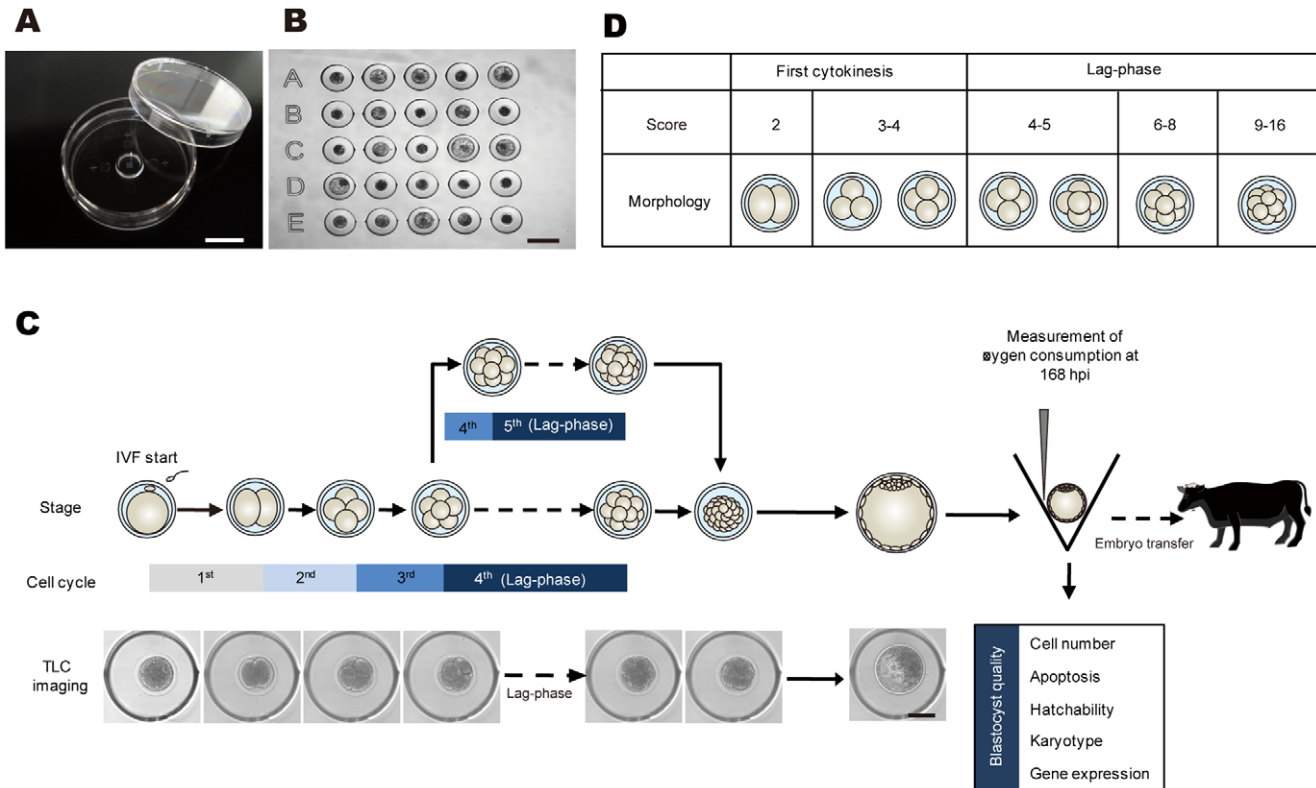 A
B
A
B
C
D
E
D
First cytokinesis Lag-phase
Score 2 3-4 4-5 6-8 9-16
Morphology
C
Measurement of
oxygen consumption at
168 hpi
4th 5th (Lag-phase)
IVF start
Stage
Embryo transfer
Cell cycle 1st 2nd 3rd 4th (Lag-phase)
TLC
imaging
Lag-phase
Blastocyst quality
Cell number
Apoptosis
Hatchability
Karyotype
Gene expression